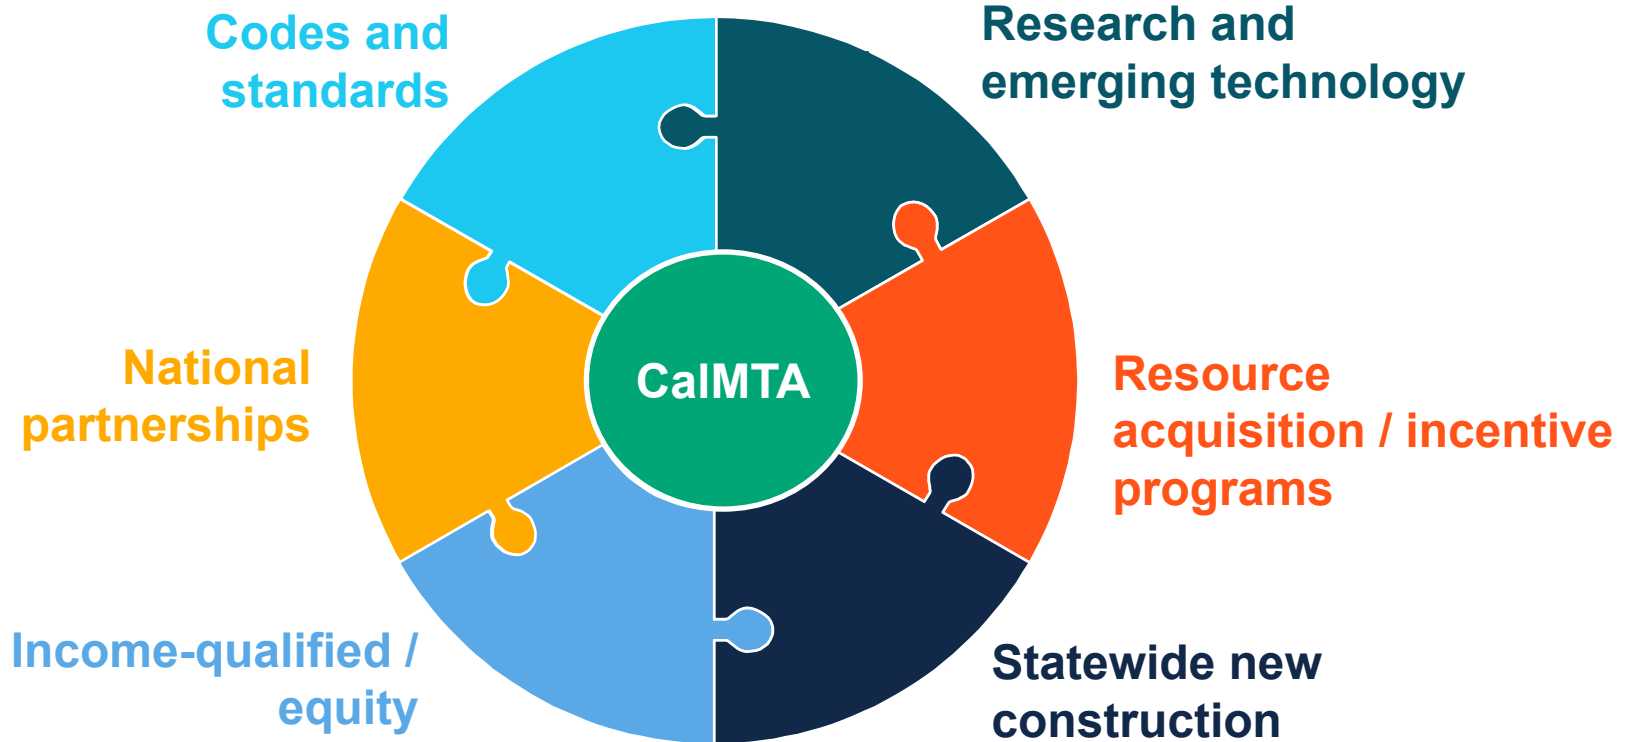 Codes and
standards
Research and
emerging technology
National
partnerships
CalMTA
Resource
acquisition / incentive
programs
Income-qualified /
equity
Statewide new
construction